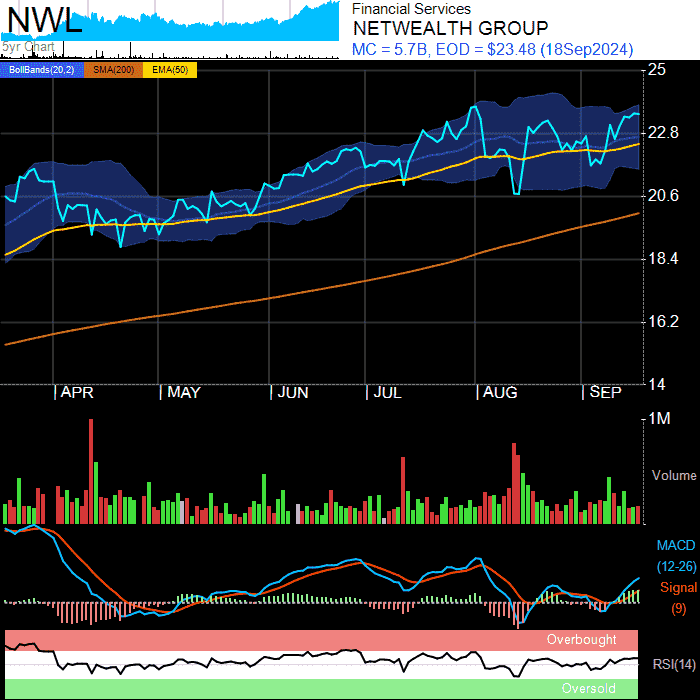 NWL
5yr Chart
Financial Services
NETWEALTH GROUP
MC = 5.7B, EOD = $23.48 (18Sep2024)
BollBands(20,2) SMA(200) EMA(50)
25
22.8
20.6
18.4
16.2
14
APR MAY JUN JUL AUG SEP
1M
Volume
MACD
(12-26)
Signal
(9)
Overbought
RSI(14)
Oversold